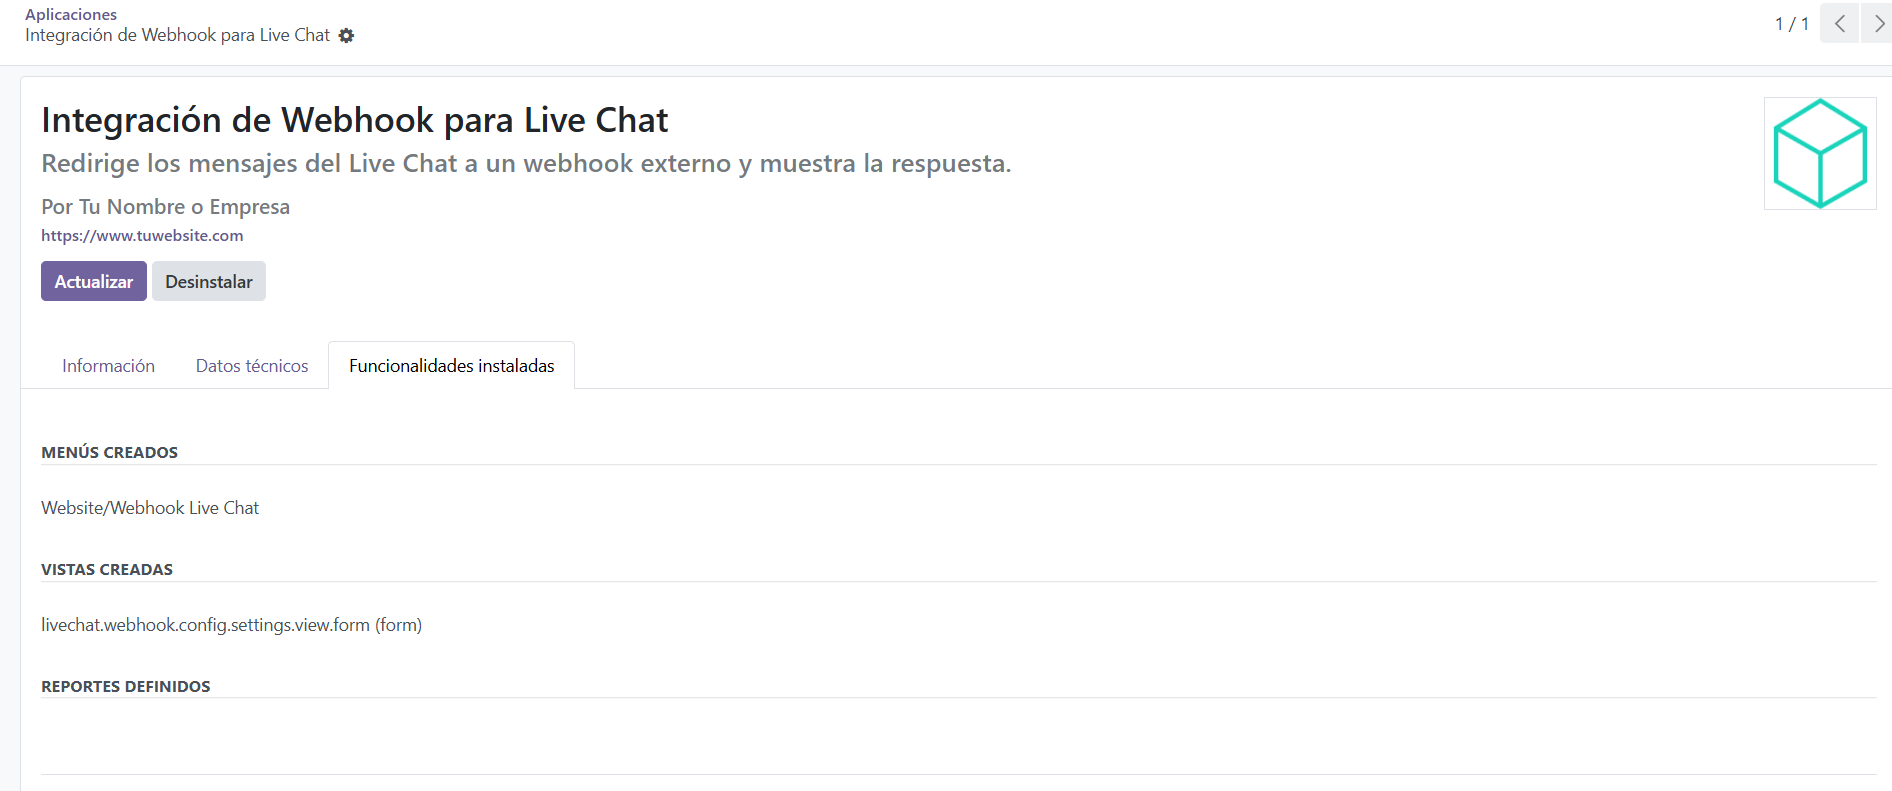 Aplicaciones
Integración de Webhook para Live Chat
1 / 1
Integración de Webhook para Live Chat
Redirige los mensajes del Live Chat a un webhook externo y muestra la respuesta.
Por Tu Nombre o Empresa
https://www.tuwebsite.com
Actualizar Desinstalar
Información Datos técnicos Funcionalidades instaladas
MENÚS CREADOS
Website/Webhook Live Chat
VISTAS CREADAS
livechat.webhook.config.settings.view.form (form)
REPORTES DEFINIDOS